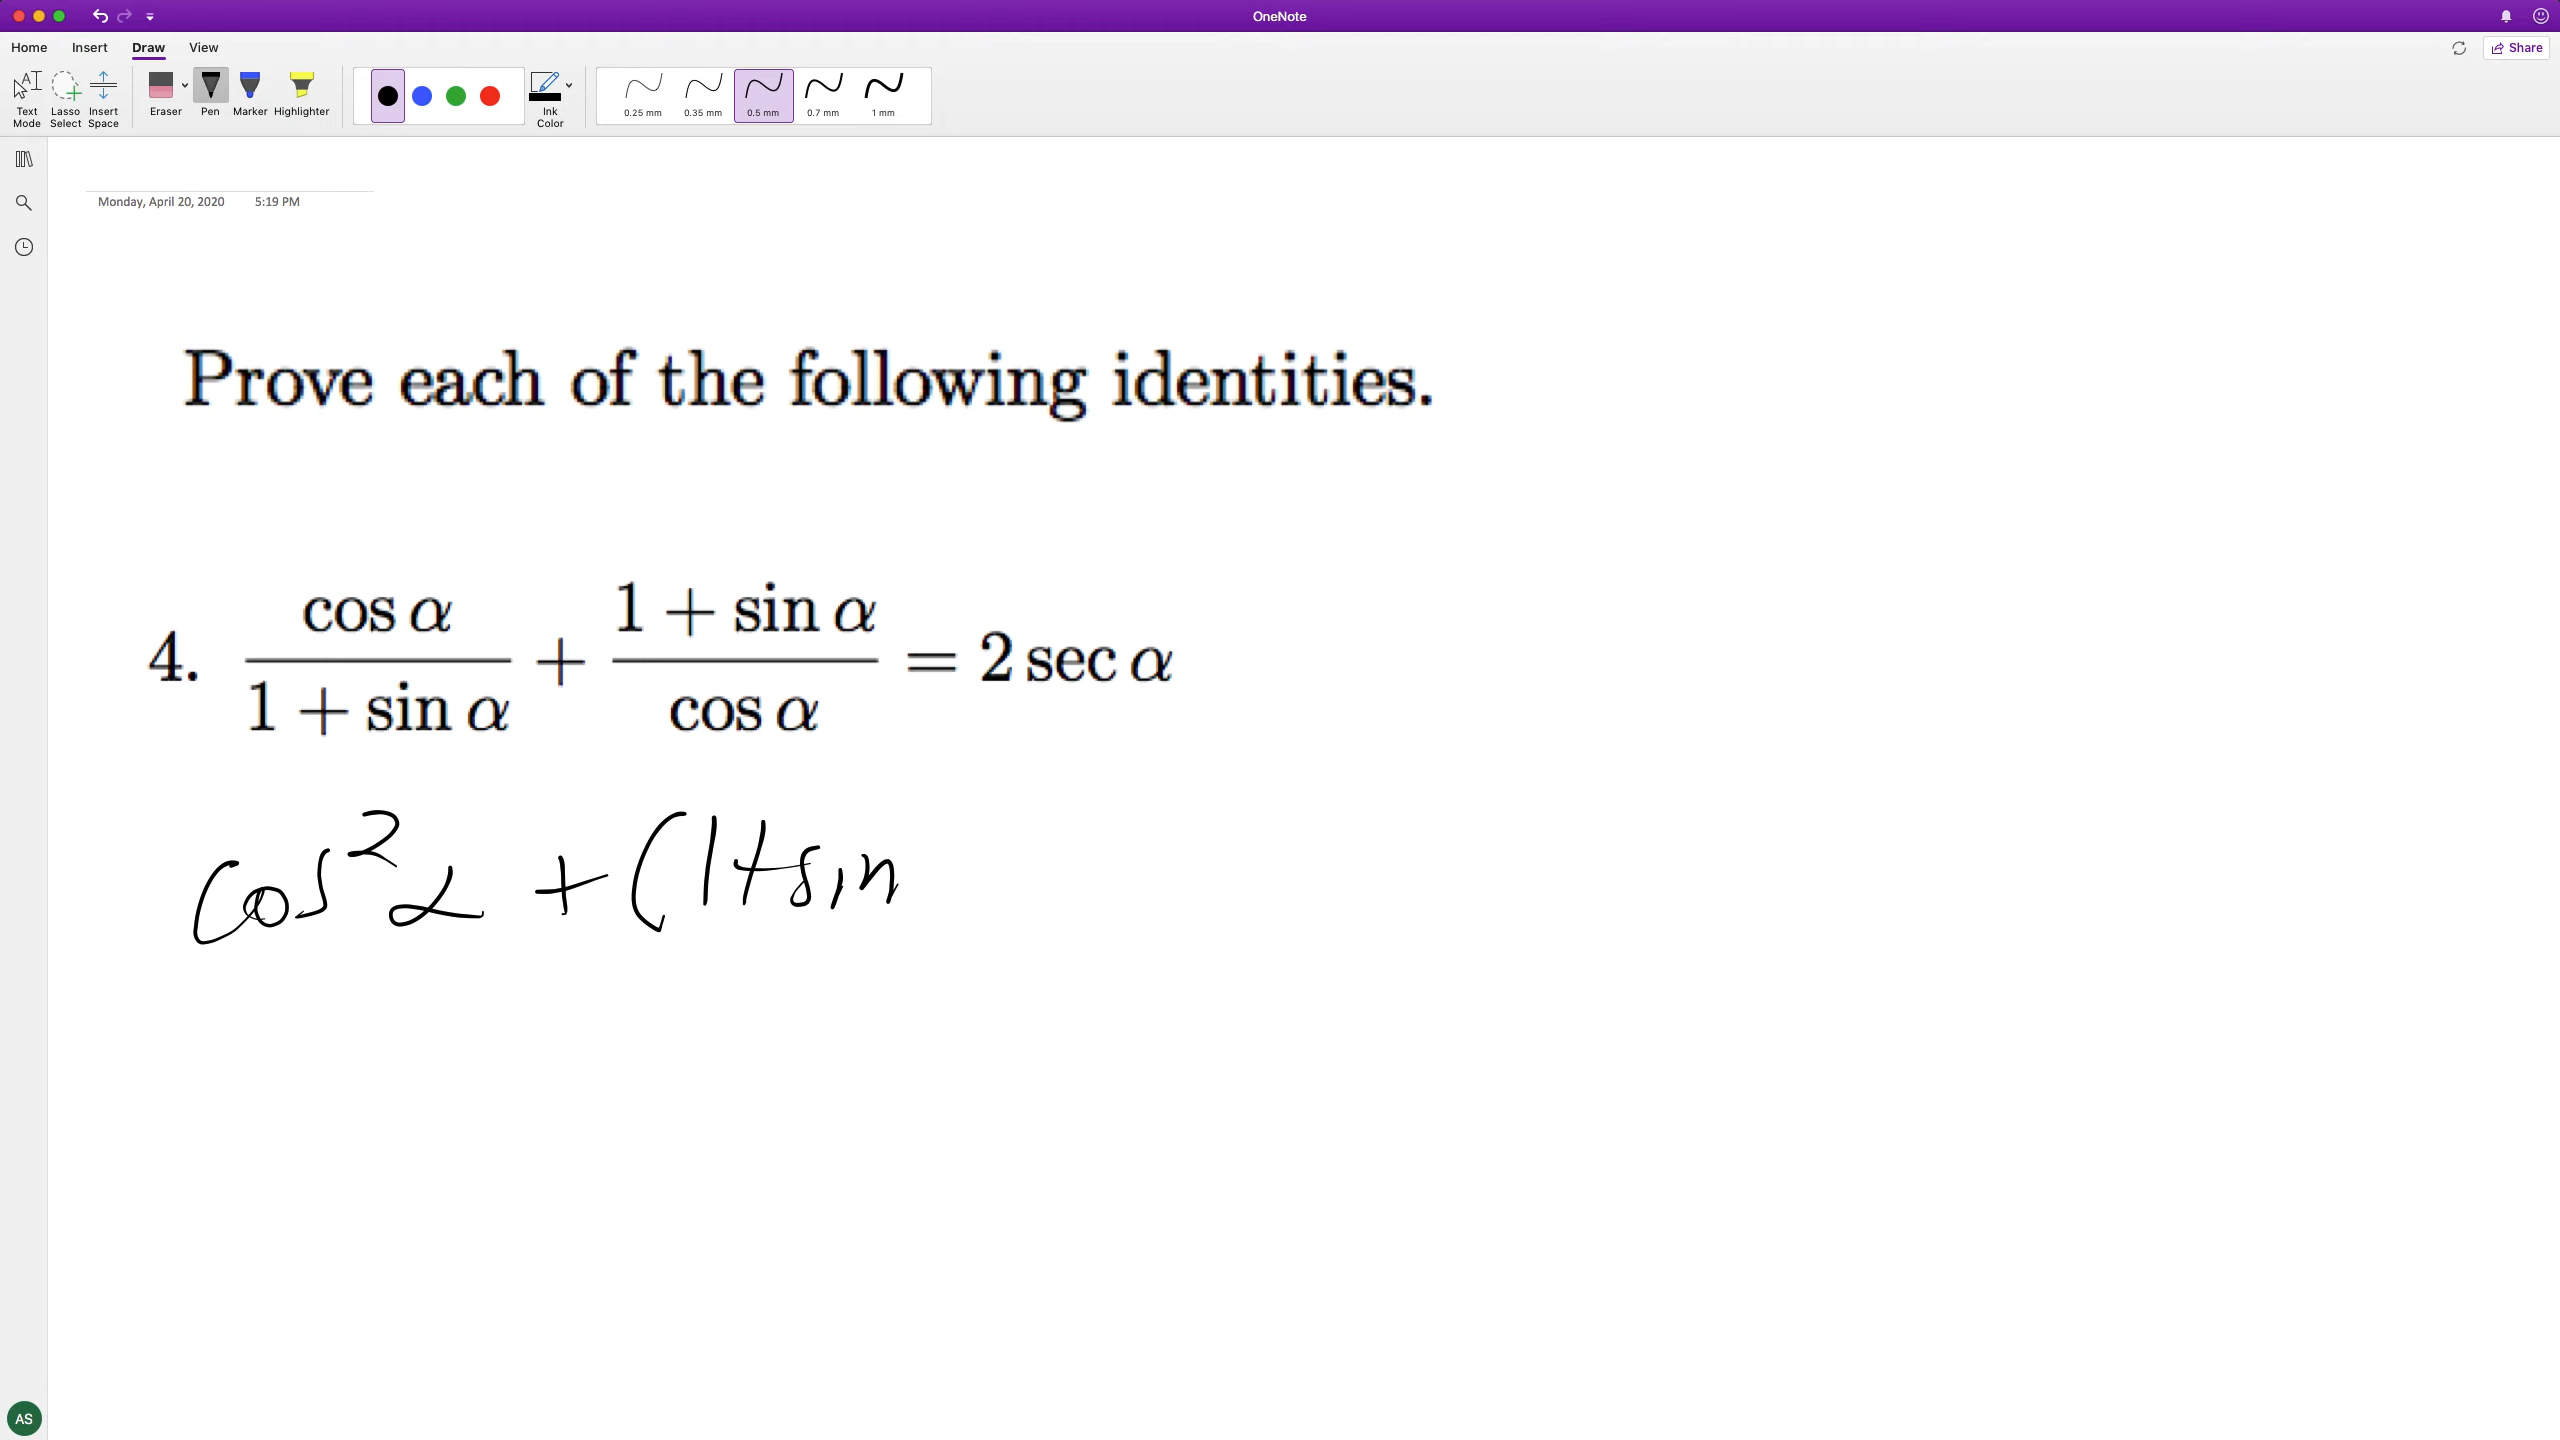 OneNote
Home Insert Draw View Share
Text Mode Lasso Select Insert Space Eraser Pen Marker Highlighter Ink Color 0.25 mm 0.35 mm 0.5 mm 0.7 mm 1 mm
Monday, April 20, 2020 5:19 PM
Prove each of the following identities.
4. cos α / 1 + sin α + 1 + sin α / cos α = 2 sec α
cos² α + (1+sin
AS